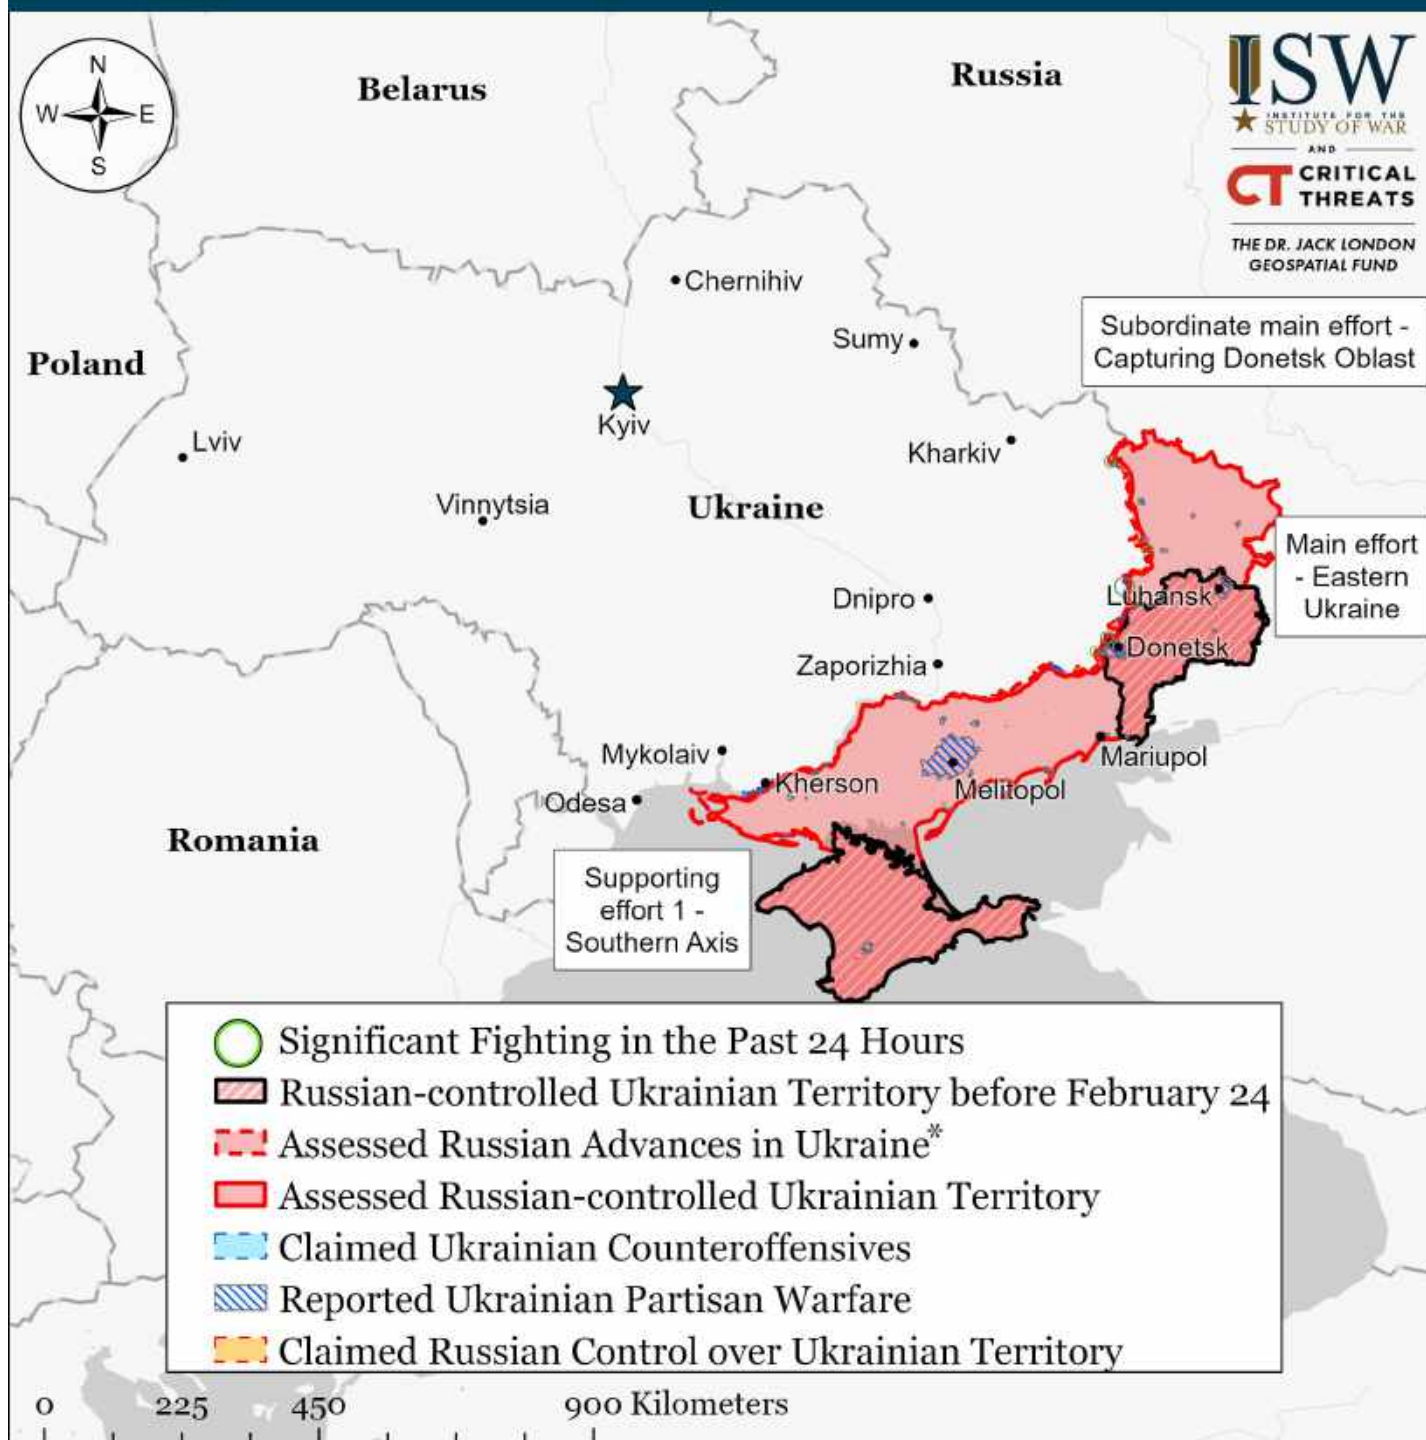 N
W E
S
Belarus
Russia
ISW
INSTITUTE FOR THE
STUDY OF WAR
AND
CT CRITICAL
THREATS
THE DR. JACK LONDON
GEOSPATIAL FUND
Chernihiv
Sumy
Subordinate main effort -
Capturing Donetsk Oblast
Poland
Kyiv
Lviv
Kharkiv
Vinnytsia
Ukraine
Main effort
- Eastern
Ukraine
Dnipro
Luhansk
Donetsk
Zaporizhia
Mykolaiv
Mariupol
Kherson
Melitopol
Odesa
Romania
Supporting
effort 1 -
Southern Axis
Significant Fighting in the Past 24 Hours
Russian-controlled Ukrainian Territory before February 24
Assessed Russian Advances in Ukraine*
Assessed Russian-controlled Ukrainian Territory
Claimed Ukrainian Counteroffensives
Reported Ukrainian Partisan Warfare
Claimed Russian Control over Ukrainian Territory
0 225 450 900 Kilometers